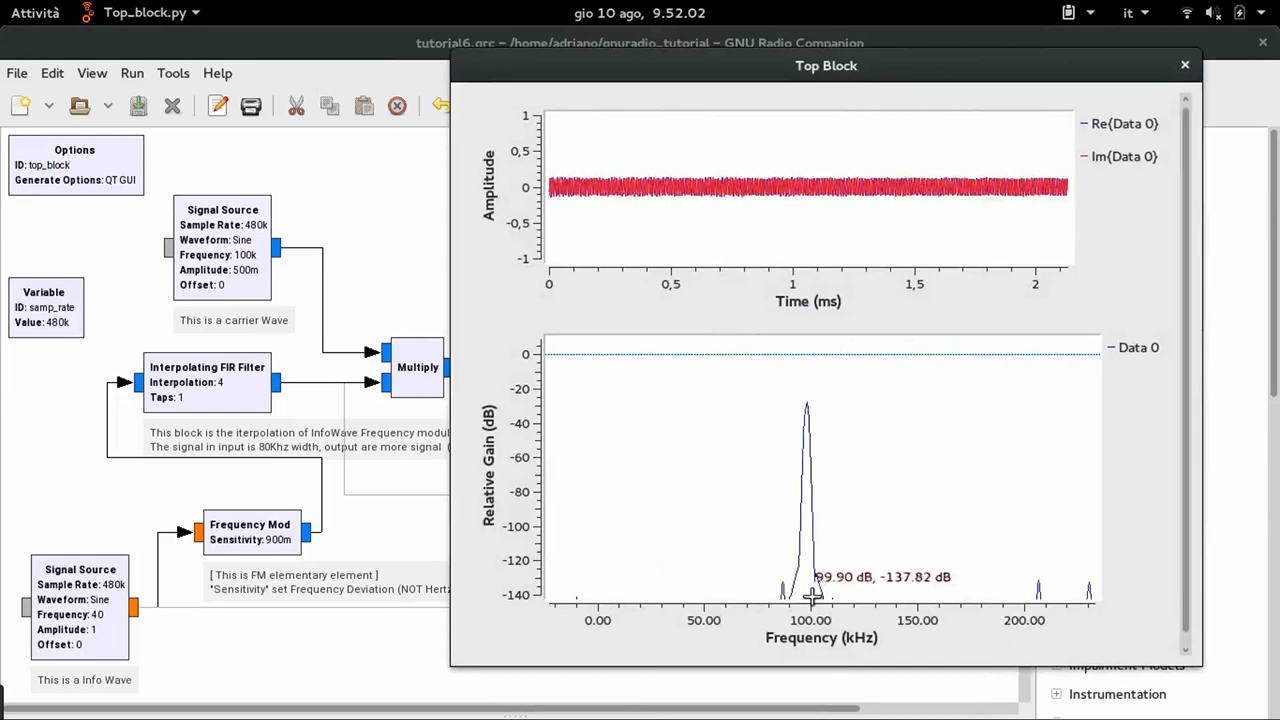 Attività
Top_block.py
gio 10 ago, 9.52.02
it
tutorial6.grc – /home/adriano/gnuradio_tutorial – GNU Radio Companion
File Edit View Run Tools Help
Top Block
Options
ID: top_block
Generate Options: QT GUI
Variable
ID: samp_rate
Value: 480k
Signal Source
Sample Rate: 480k
Waveform: Sine
Frequency: 100k
Amplitude: 500m
Offset: 0
This is a carrier Wave
Interpolating FIR Filter
Interpolation: 4
Taps: 1
Multiply
This block is the iterpolation of InfoWave Frequency modul
The signal in input is 80Khz width, output are more signal (
Frequency Mod
Sensitivity: 900m
[ This is FM elementary element ]
"Sensitivity" set Frequency Deviation (NOT Hertz
Signal Source
Sample Rate: 480k
Waveform: Sine
Frequency: 40
Amplitude: 1
Offset: 0
This is a Info Wave
Amplitude
1
0,5
0
-0,5
-1
0 0,5 1 1,5 2
Time (ms)
Re{Data 0}
Im{Data 0}
Relative Gain (dB)
0
-20
-40
-60
-80
-100
-120
-140
99.90 dB, -137.82 dB
0.00 50.00 100.00 150.00 200.00
Frequency (kHz)
Data 0
Impairment Models
Instrumentation